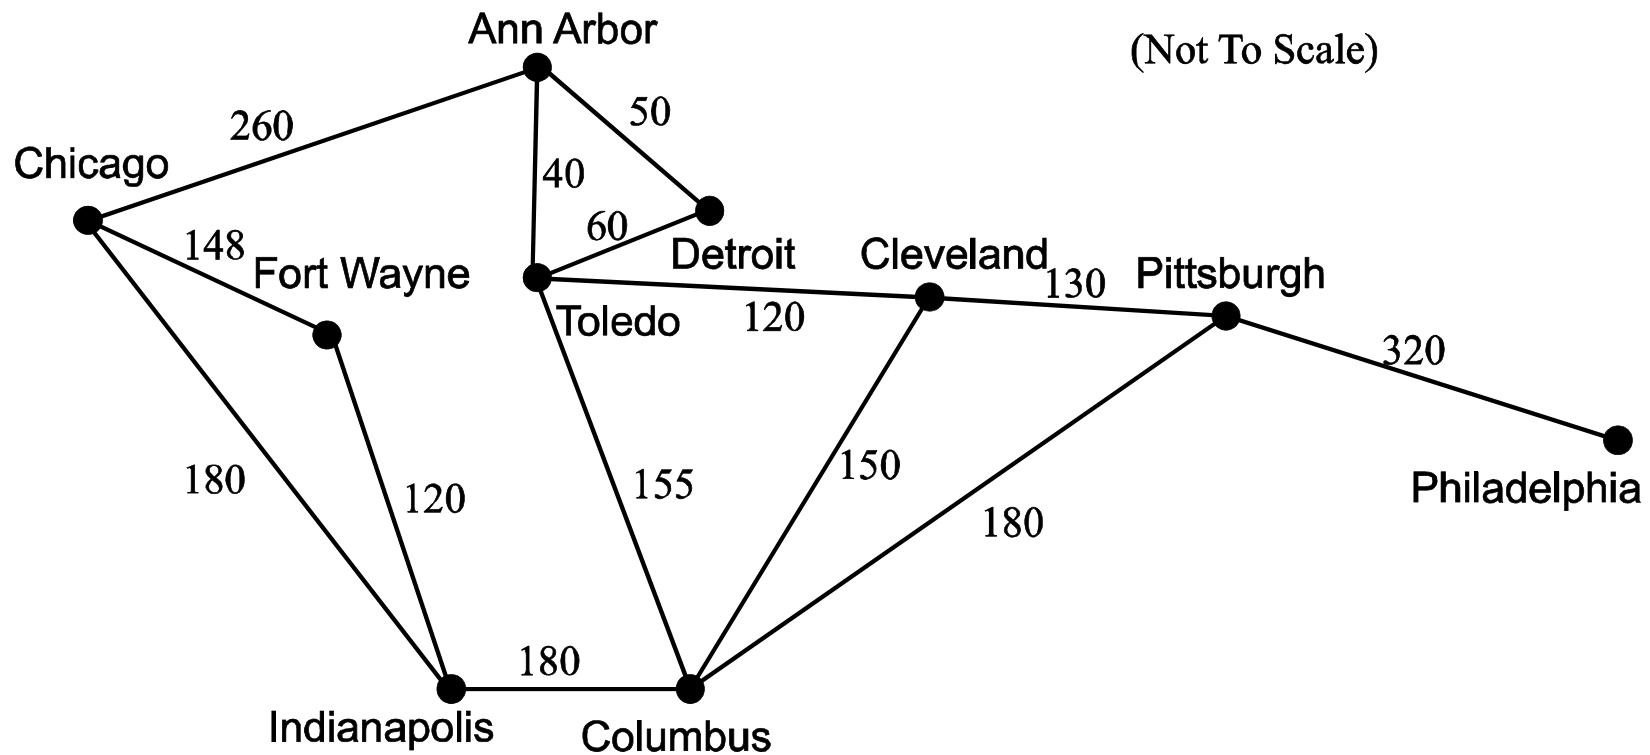 Ann Arbor
(Not To Scale)
50
260
Chicago
40
60
148
Fort Wayne
Detroit
Cleveland
130
Pittsburgh
120
Toledo
320
180
120
155
150
180
Philadelphia
180
Indianapolis
Columbus